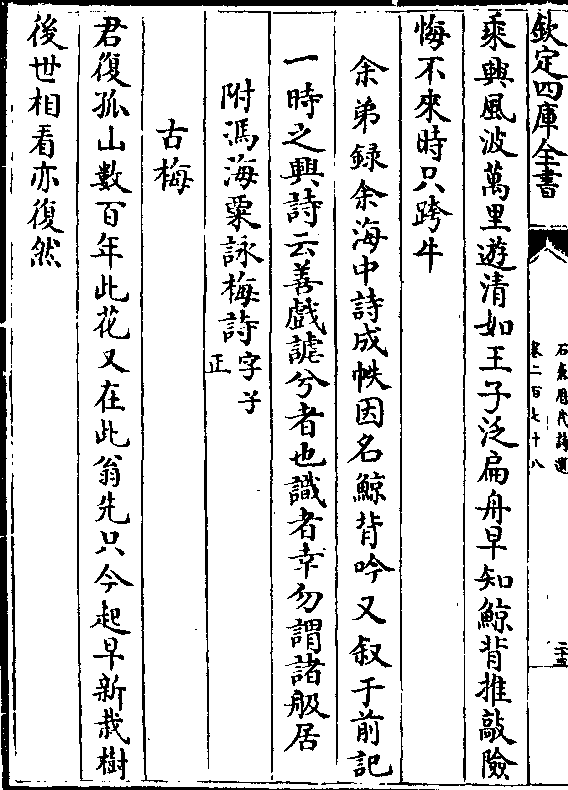 欽定四庫全書
石倉歷代詩選
卷二百七十八
二十五
乘興風波萬里遊清如王子泛扁舟早知鯨背推敲險
悔不來時只跨牛
余弟録余海中詩成帙因名鯨背吟又叙于前記
一時之興詩云善戲謔兮者也識者幸勿謂諸般居
附馮海粟詠梅詩字子正
古梅
君復孤山數百年此花又在此翁先只今起早新栽樹
後世相看亦復然